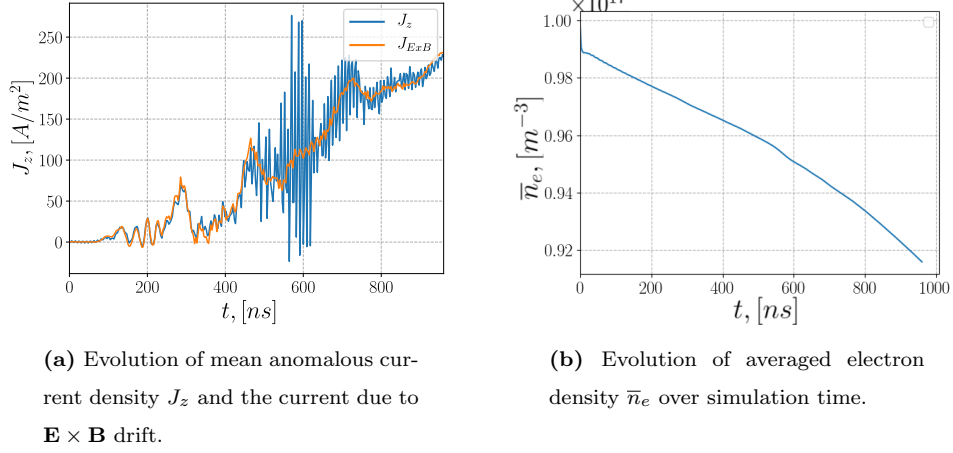 J_z
J_{ExB}
250
200
150
100
50
0
J_z, [A/m^2]
0
200
400
600
800
t, [ns]
(a) Evolution of mean anomalous cur-
rent density J_z and the current due to
E × B drift.
1.00
0.98
0.96
0.94
0.92
n̅_e, [m^{-3}]
0
200
400
600
800
1000
t, [ns]
(b) Evolution of averaged electron
density n̅_e over simulation time.